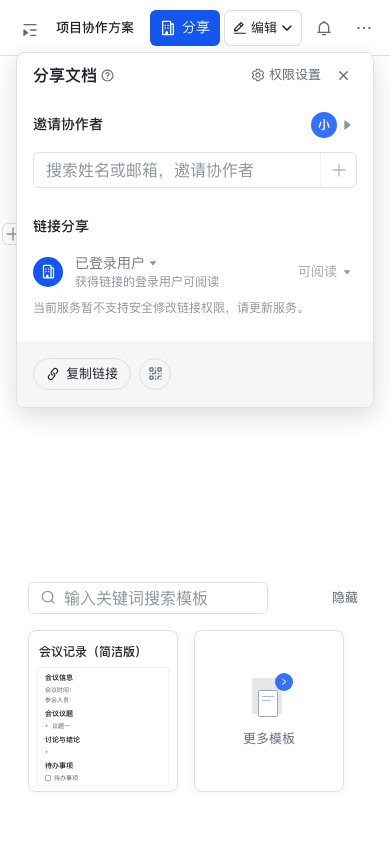 项目协作方案 分享 编辑
分享文档 权限设置
邀请协作者 小
搜索姓名或邮箱，邀请协作者
链接分享
已登录用户 可阅读
获得链接的登录用户可阅读
当前服务暂不支持安全修改链接权限，请更新服务。
复制链接
输入关键词搜索模板 隐藏
会议记录（简洁版）
会议信息
会议时间:
参会人员:
会议议题
• 议题一
讨论与结论
•
待办事项
待办事项
更多模板